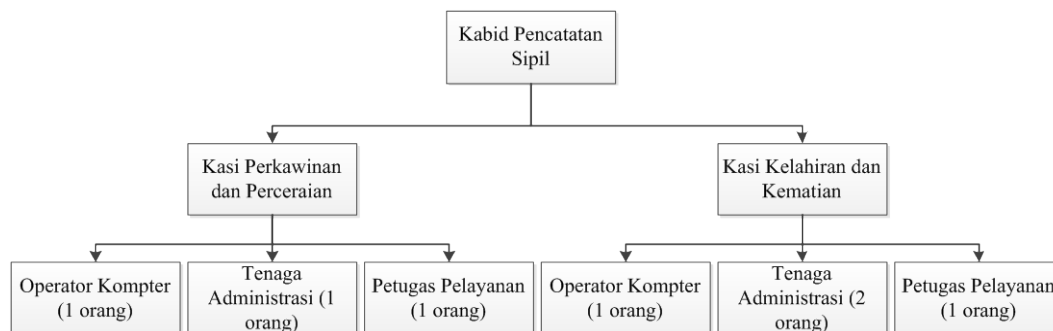 Kabid Pencatatan
Sipil
Kasi Perkawinan
dan Perceraian
Kasi Kelahiran dan
Kematian
Operator Kompter
(1 orang)
Tenaga
Administrasi (1
orang)
Petugas Pelayanan
(1 orang)
Operator Kompter
(1 orang)
Tenaga
Administrasi (2
orang)
Petugas Pelayanan
(1 orang)